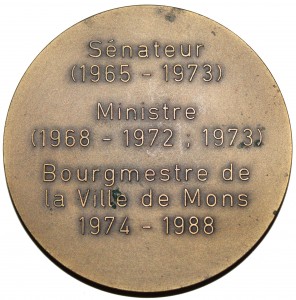 Sénateur
(1965 - 1973)
Ministre
(1968 - 1972 ; 1973)
Bourgmestre de
la Ville de Mons
1974 - 1988